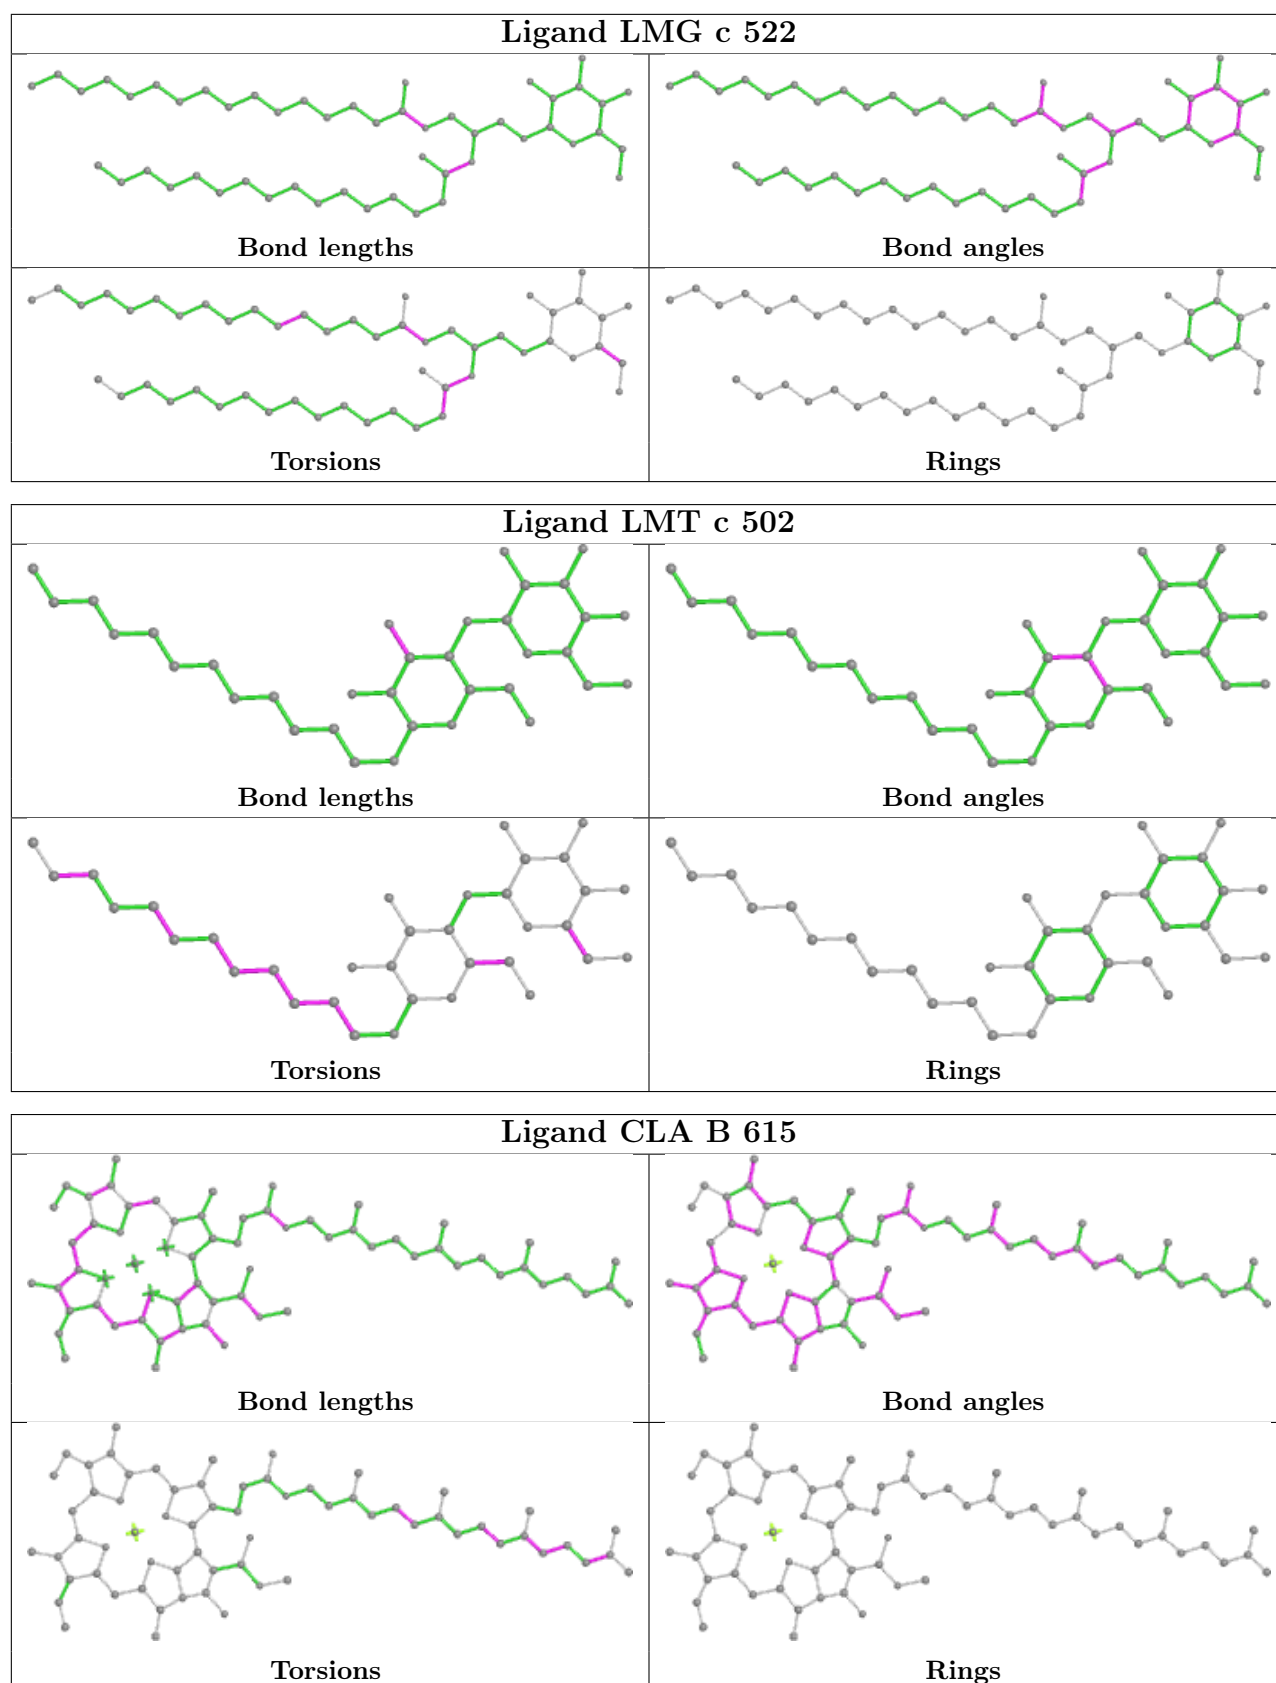 Ligand LMG c 522
Bond lengths
Bond angles
Torsions
Rings
Ligand LMT c 502
Bond lengths
Bond angles
Torsions
Rings
Ligand CLA B 615
Bond lengths
Bond angles
Torsions
Rings